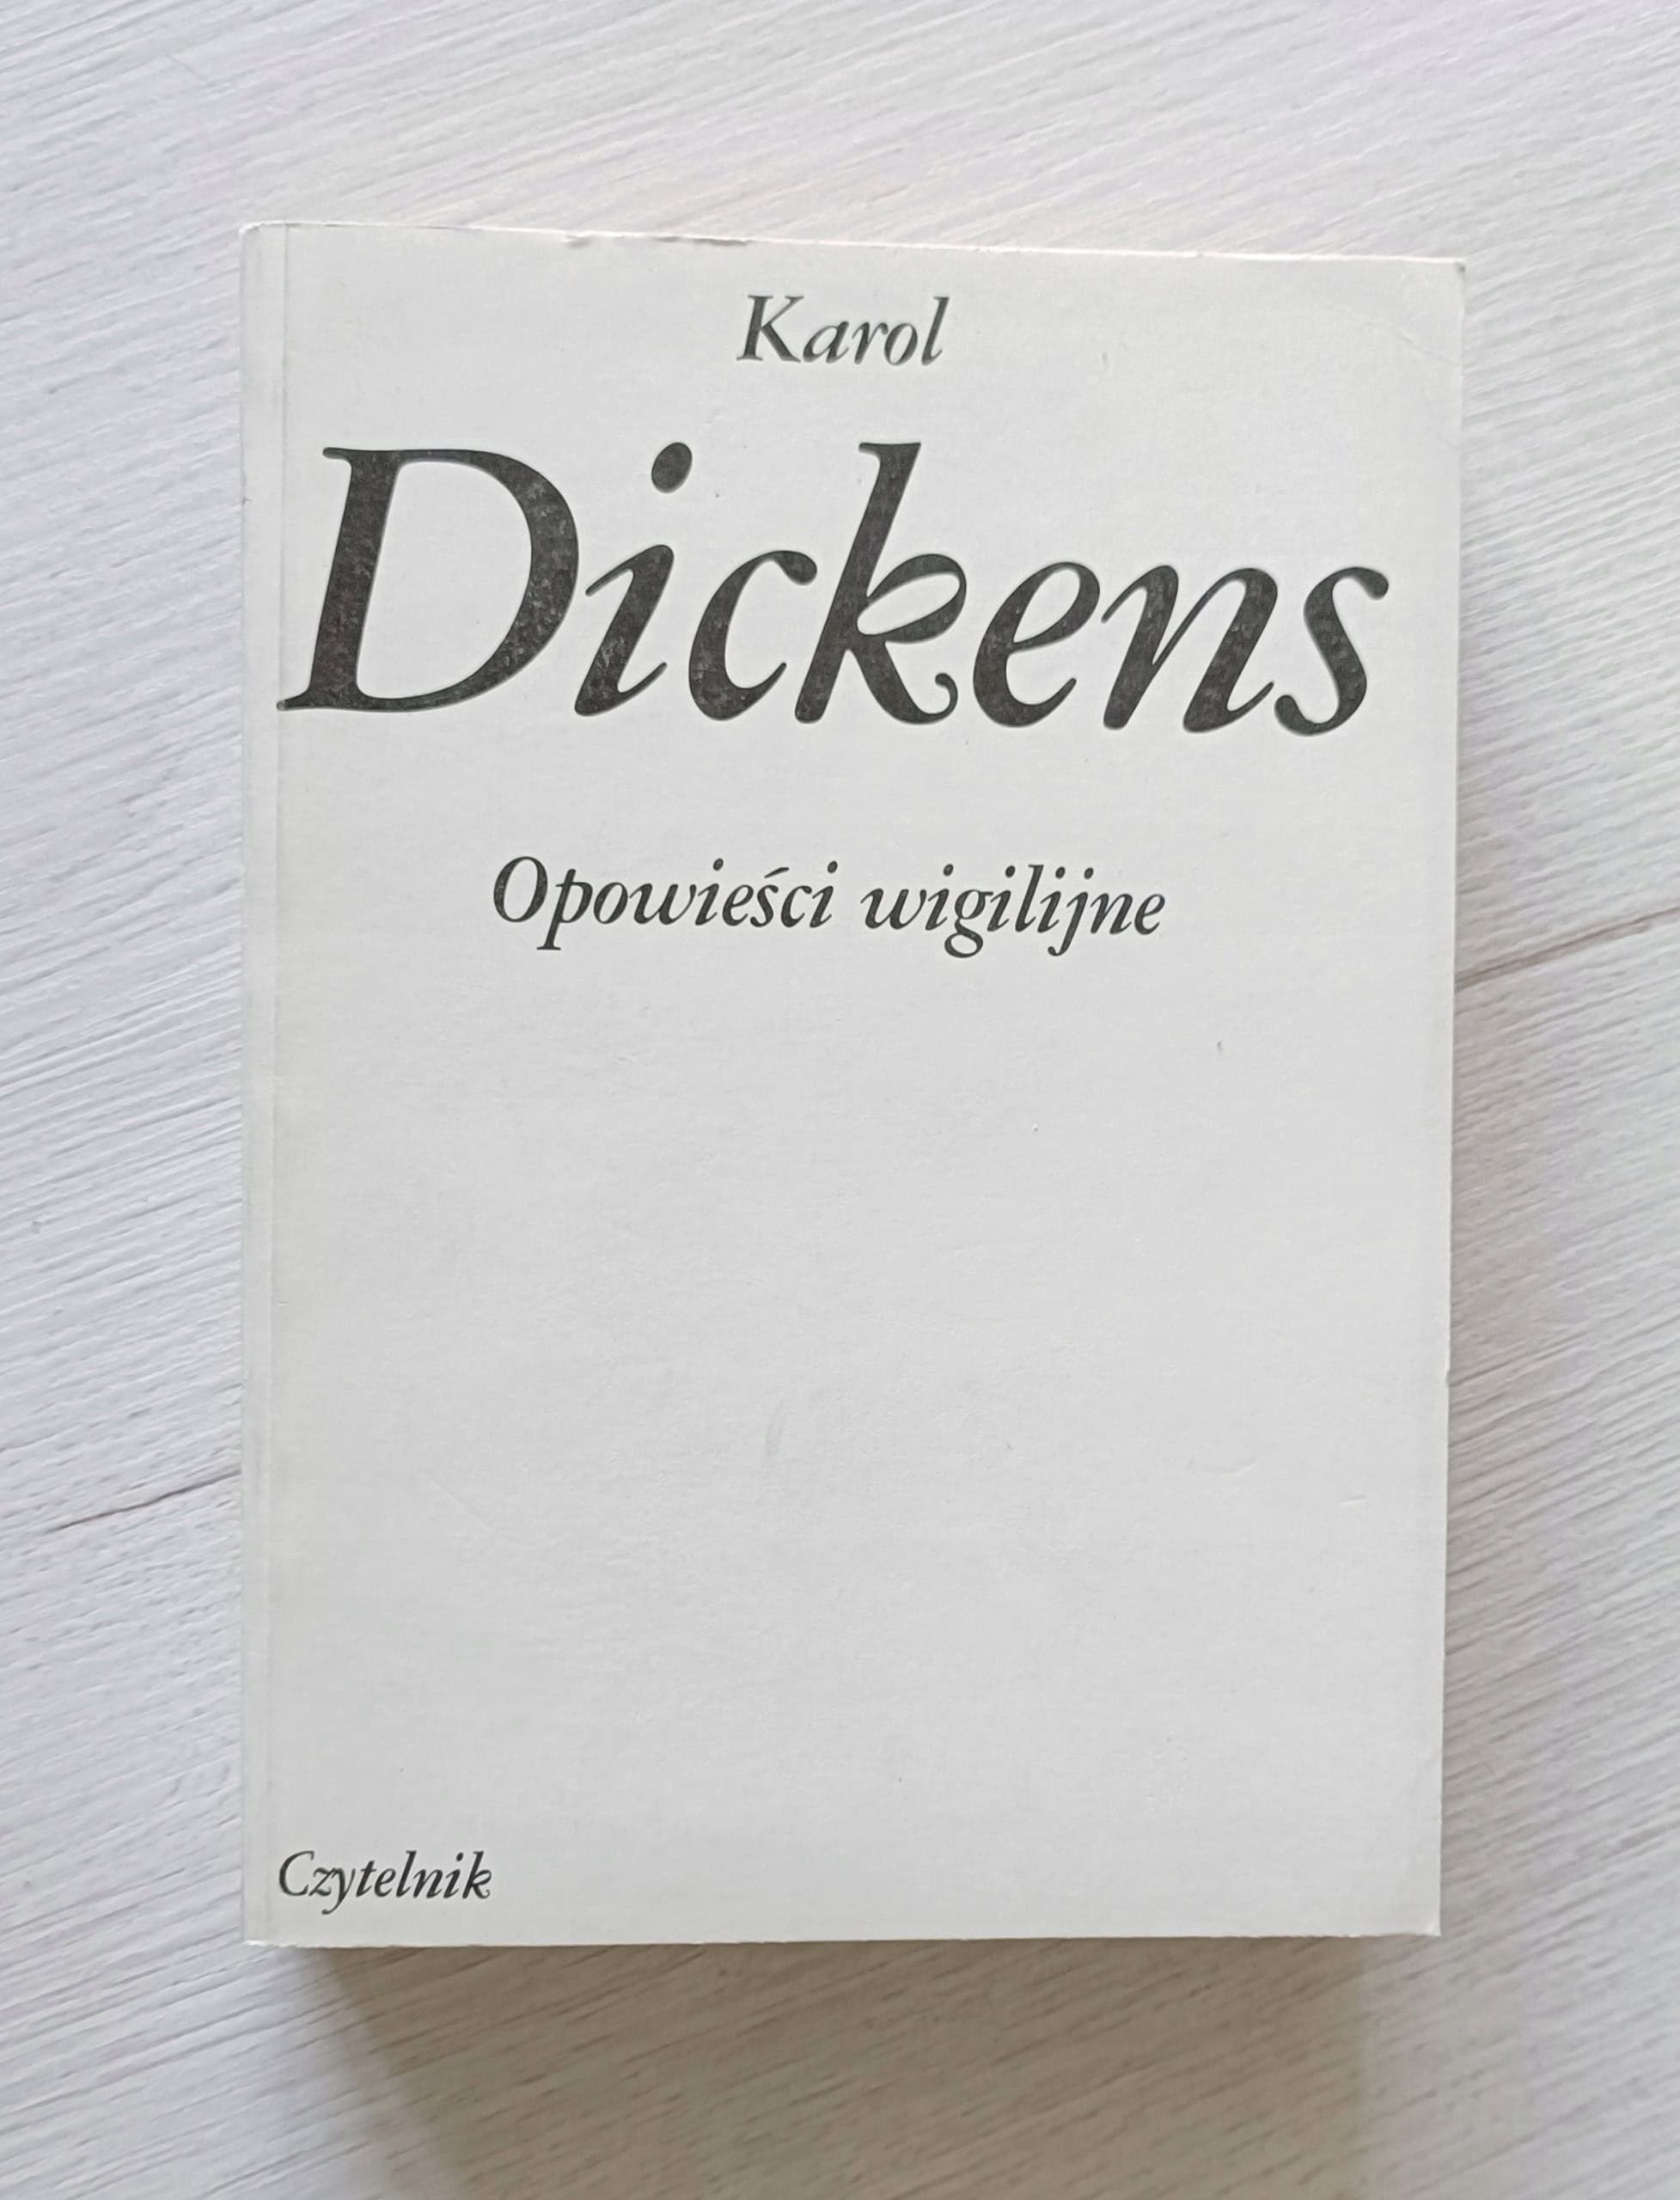 Karol
Dickens
Opowieści wigilijne
Czytelnik